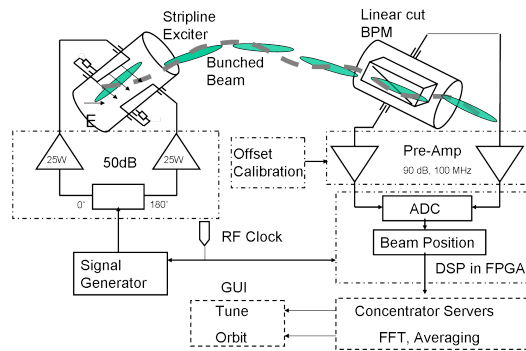 Stripline
Exciter
Linear cut
BPM
Bunched
Beam
E
25W
50dB
25W
Offset
Calibration
Pre-Amp
90 dB, 100 MHz
0°
180°
ADC
RF Clock
Beam Position
Signal
Generator
DSP in FPGA
GUI
Tune
Orbit
Concentrator Servers
FFT, Averaging